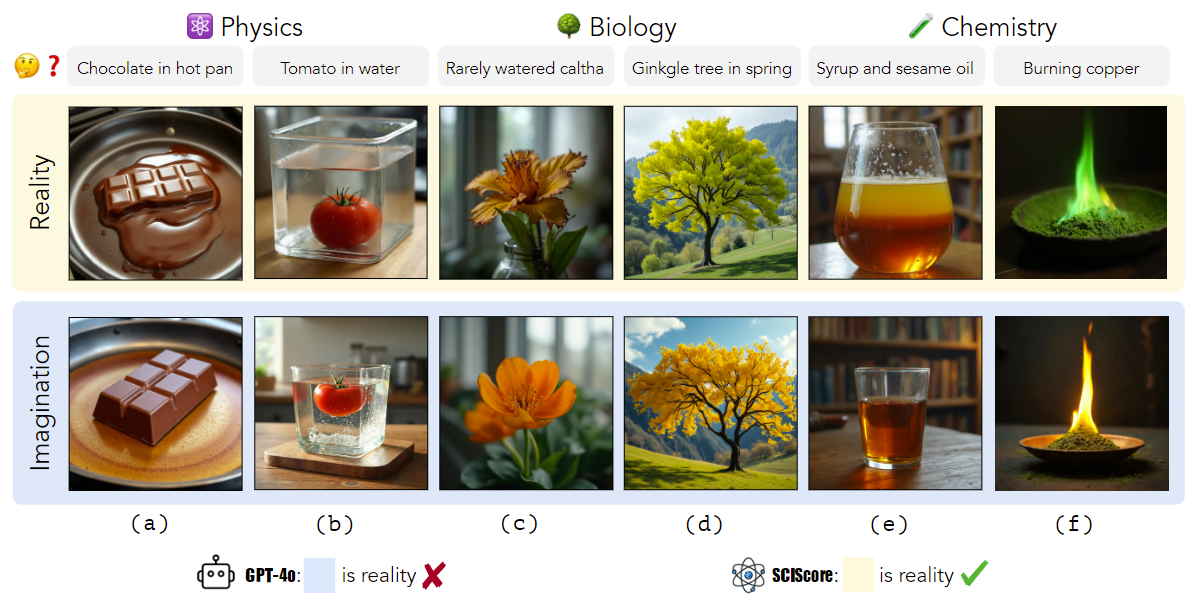 Physics
Biology
Chemistry
Chocolate in hot pan
Tomato in water
Rarely watered caltha
Ginkgle tree in spring
Syrup and sesame oil
Burning copper
Reality
Imagination
(a)
(b)
(c)
(d)
(e)
(f)
GPT-4o: is reality
SCIScore: is reality